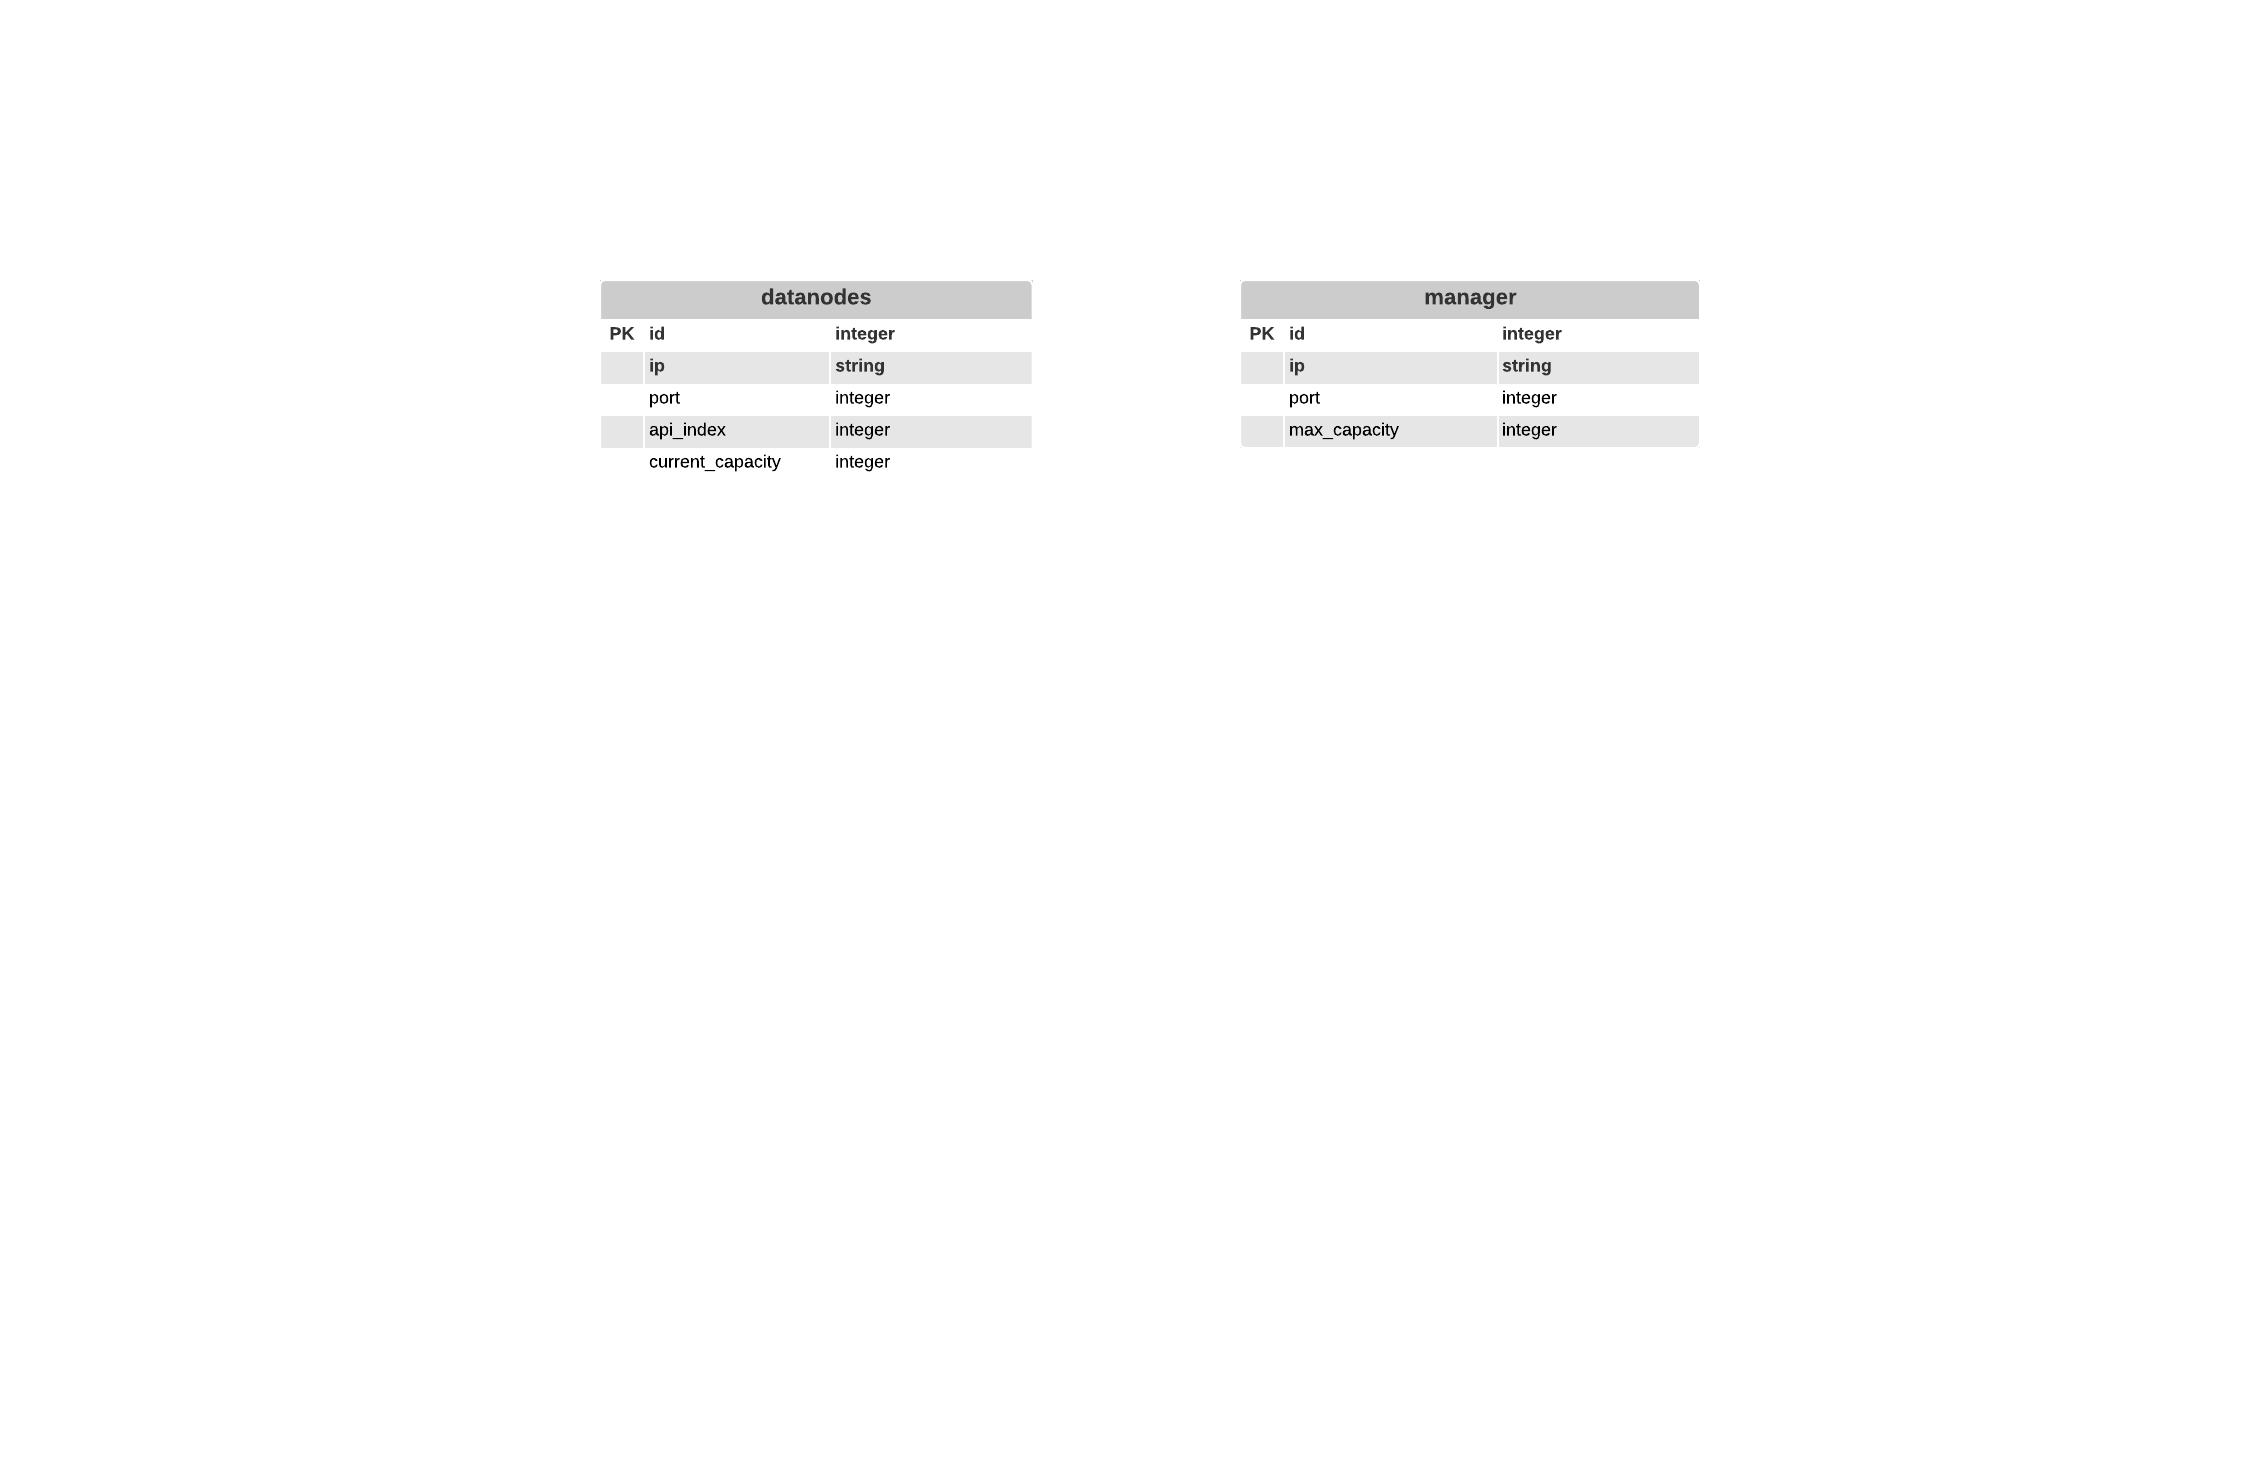 datanodes
PK id integer
ip string
port integer
api_index integer
current_capacity integer
manager
PK id integer
ip string
port integer
max_capacity integer